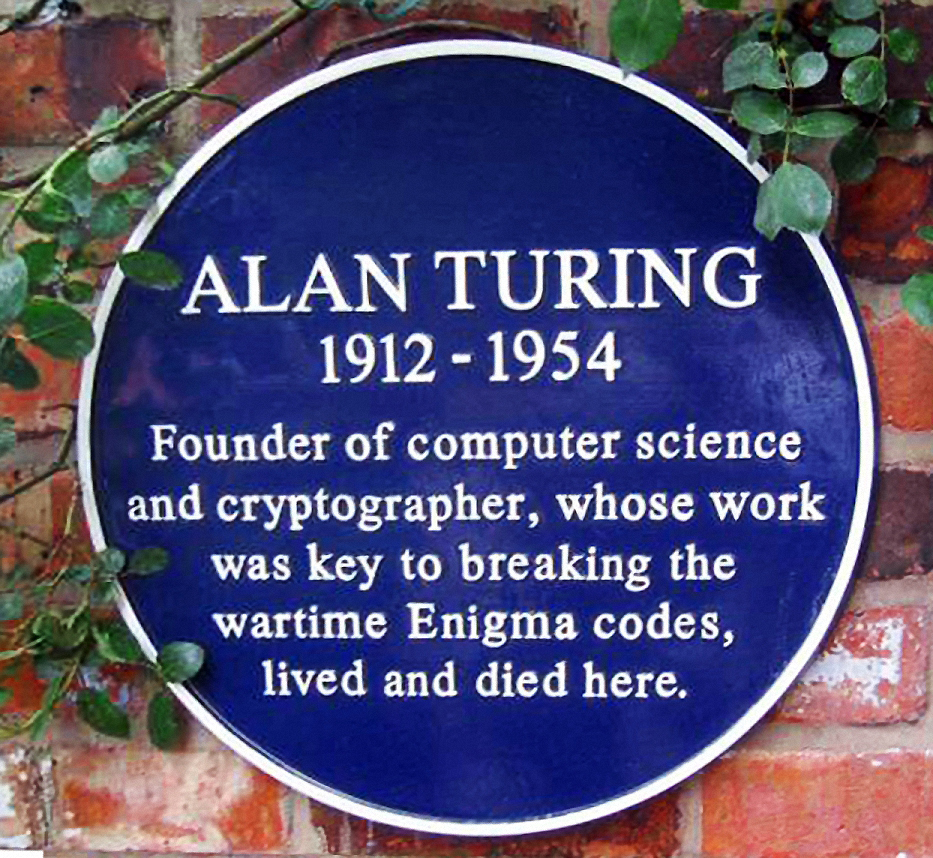 ALAN TURING
1912 - 1954
Founder of computer science
and cryptographer, whose work
was key to breaking the
wartime Enigma codes,
lived and died here.